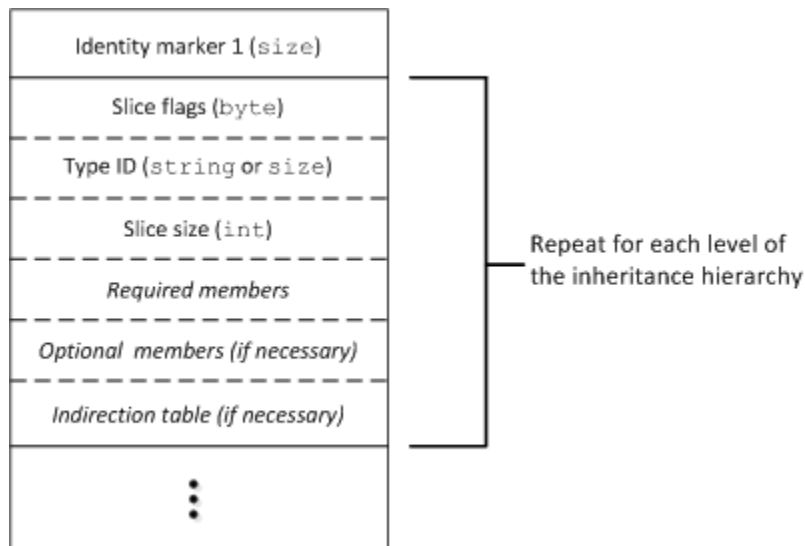 Identity marker 1 (size)
Slice flags (byte)
Type ID (string or size)
Slice size (int)
Required members
Optional members (if necessary)
Indirection table (if necessary)
Repeat for each level of
the inheritance hierarchy